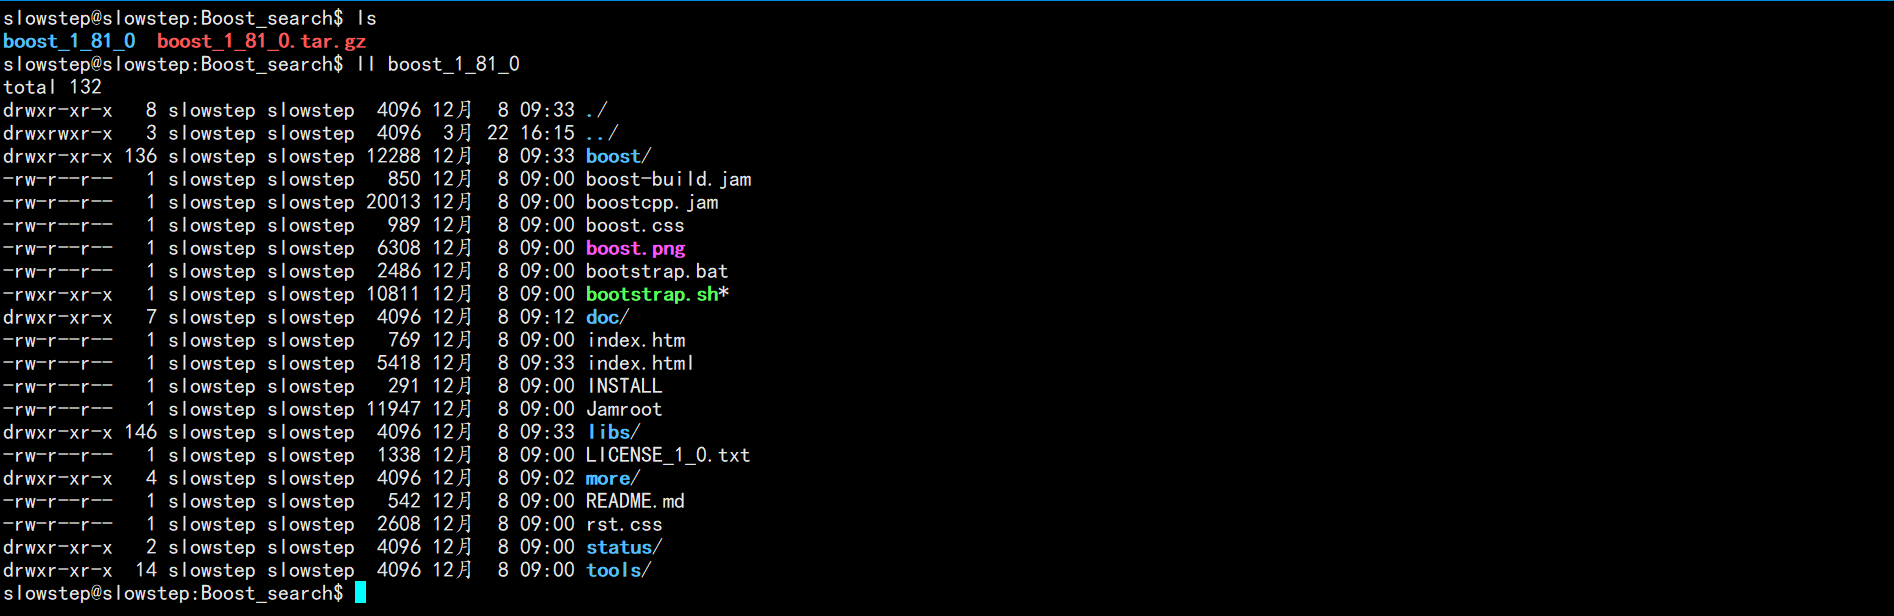 slowstep@slowstep:Boost_search$ ls
boost_1_81_0  boost_1_81_0.tar.gz
slowstep@slowstep:Boost_search$ ll boost_1_81_0
total 132
drwxr-xr-x   8 slowstep slowstep  4096 12月  8 09:33 ./
drwxrwxr-x   3 slowstep slowstep  4096  3月 22 16:15 ../
drwxr-xr-x 136 slowstep slowstep 12288 12月  8 09:33 boost/
-rw-r--r--   1 slowstep slowstep   850 12月  8 09:00 boost-build.jam
-rw-r--r--   1 slowstep slowstep 20013 12月  8 09:00 boostcpp.jam
-rw-r--r--   1 slowstep slowstep   989 12月  8 09:00 boost.css
-rw-r--r--   1 slowstep slowstep  6308 12月  8 09:00 boost.png
-rw-r--r--   1 slowstep slowstep  2486 12月  8 09:00 bootstrap.bat
-rwxr-xr-x   1 slowstep slowstep 10811 12月  8 09:00 bootstrap.sh*
drwxr-xr-x   7 slowstep slowstep  4096 12月  8 09:12 doc/
-rw-r--r--   1 slowstep slowstep   769 12月  8 09:00 index.htm
-rw-r--r--   1 slowstep slowstep  5418 12月  8 09:33 index.html
-rw-r--r--   1 slowstep slowstep   291 12月  8 09:00 INSTALL
-rw-r--r--   1 slowstep slowstep 11947 12月  8 09:00 Jamroot
drwxr-xr-x 146 slowstep slowstep  4096 12月  8 09:33 libs/
-rw-r--r--   1 slowstep slowstep  1338 12月  8 09:00 LICENSE_1_0.txt
drwxr-xr-x   4 slowstep slowstep  4096 12月  8 09:02 more/
-rw-r--r--   1 slowstep slowstep   542 12月  8 09:00 README.md
-rw-r--r--   1 slowstep slowstep  2608 12月  8 09:00 rst.css
drwxr-xr-x   2 slowstep slowstep  4096 12月  8 09:00 status/
drwxr-xr-x  14 slowstep slowstep  4096 12月  8 09:00 tools/
slowstep@slowstep:Boost_search$